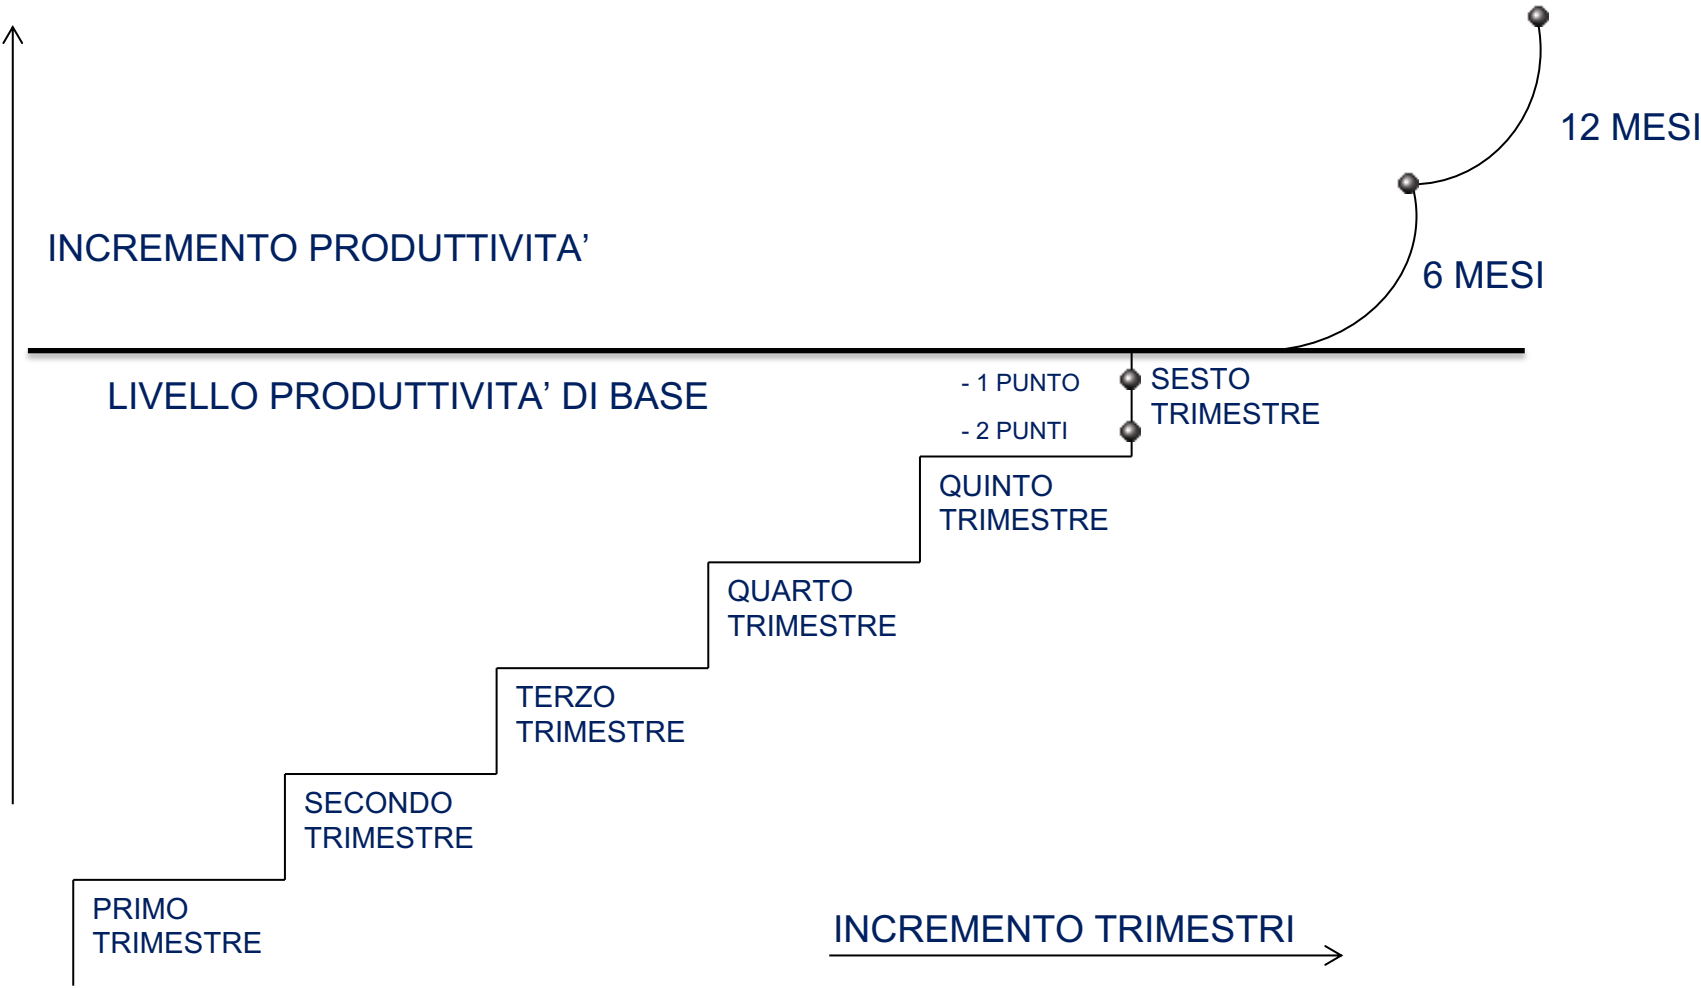 12 MESI
INCREMENTO PRODUTTIVITA’
6 MESI
LIVELLO PRODUTTIVITA’ DI BASE
- 1 PUNTO
- 2 PUNTI
SESTO
TRIMESTRE
QUINTO
TRIMESTRE
QUARTO
TRIMESTRE
TERZO
TRIMESTRE
SECONDO
TRIMESTRE
PRIMO
TRIMESTRE
INCREMENTO TRIMESTRI